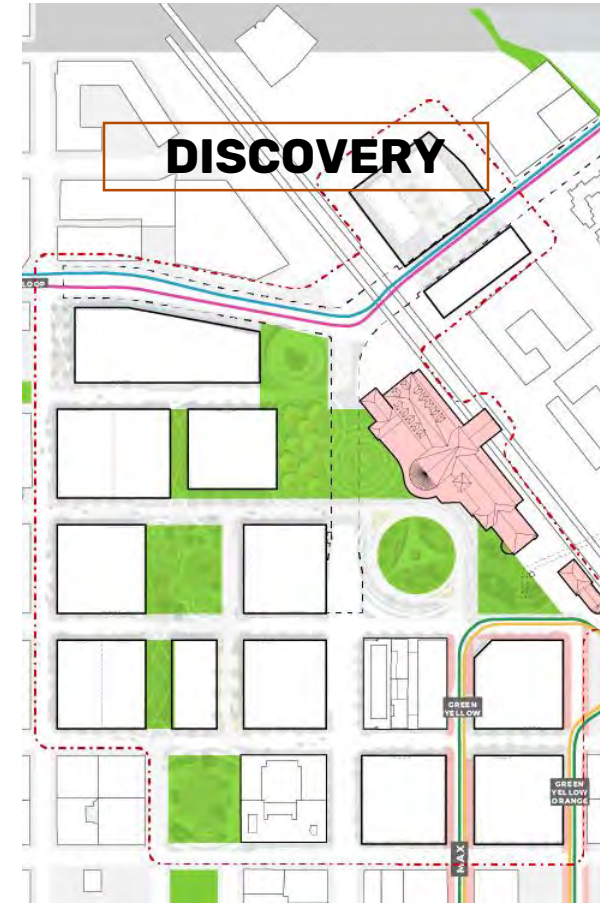 DISCOVERY
LOOP
GREEN
YELLOW
GREEN
YELLOW
ORANGE
MAX